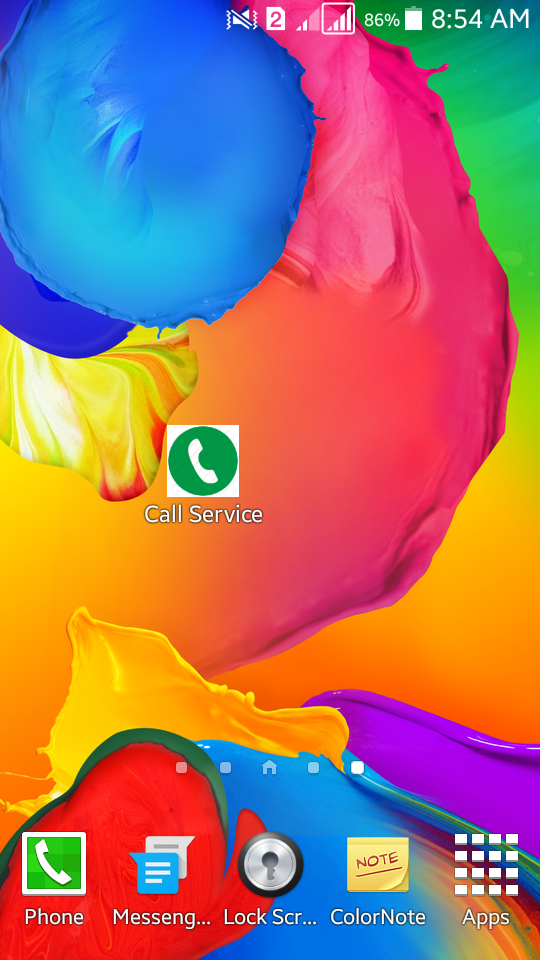 2 86% 8:54 AM
Call Service
NOTE
Phone Messeng... Lock Scr... ColorNote Apps